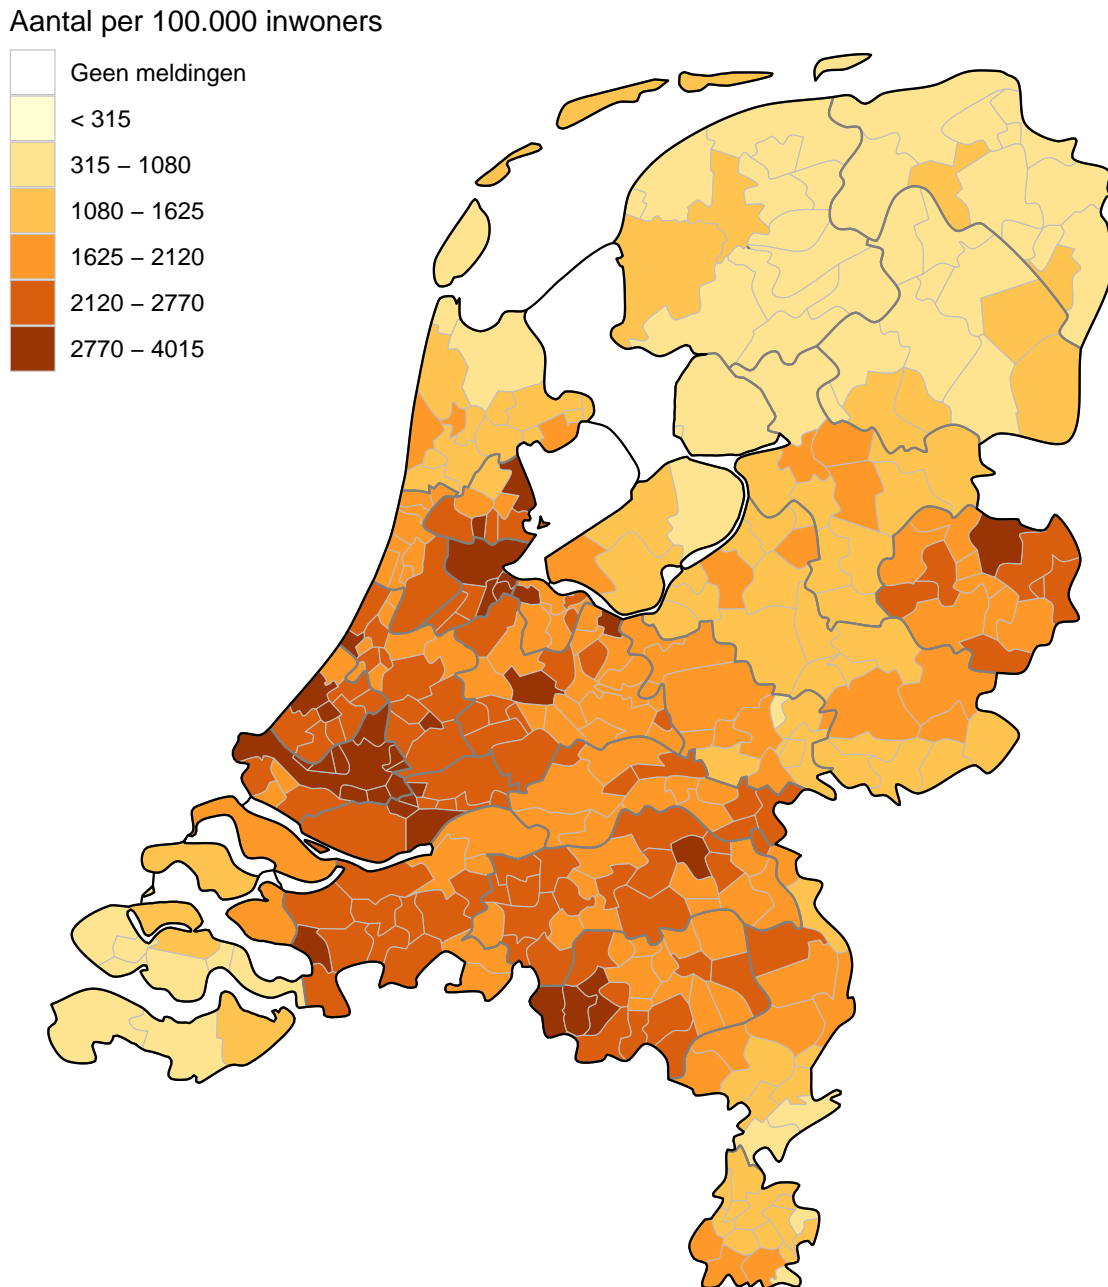 Aantal per 100.000 inwoners
Geen meldingen
< 315
315 – 1080
1080 – 1625
1625 – 2120
2120 – 2770
2770 – 4015